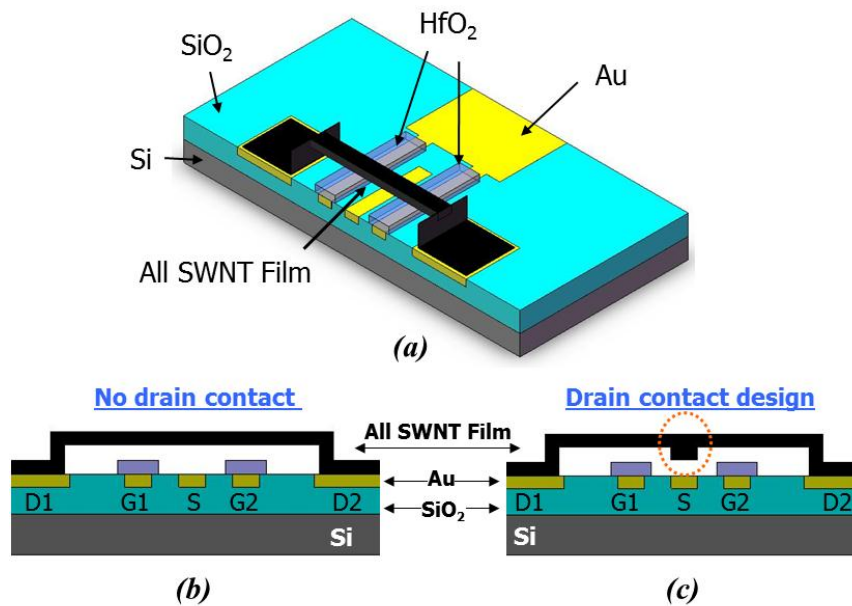 HfO2
SiO2
Au
Si
All SWNT Film
(a)
No drain contact
Drain contact design
All SWNT Film
Au
D1 G1 S G2 D2
D1 G1 S G2 D2
SiO2
Si
Si
(b)
(c)